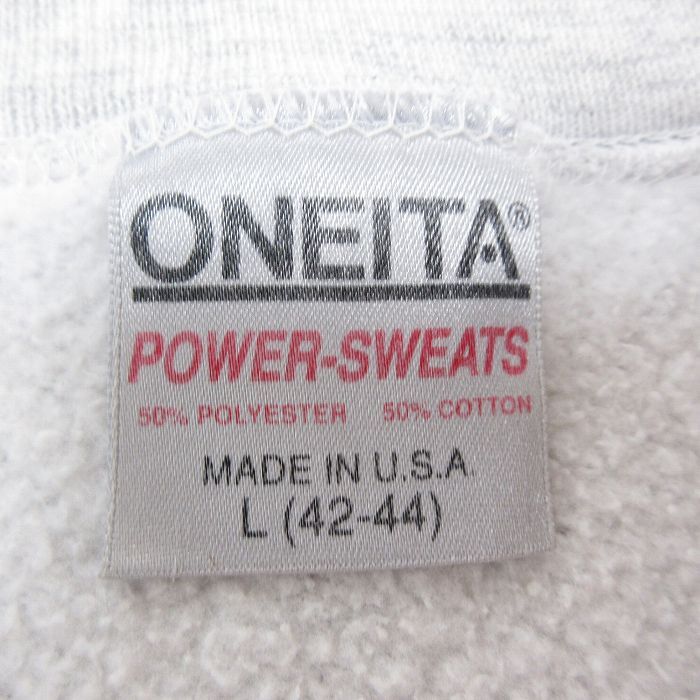 ONEITA®
POWER-SWEATS
50% POLYESTER 50% COTTON
MADE IN U.S.A.
L (42-44)